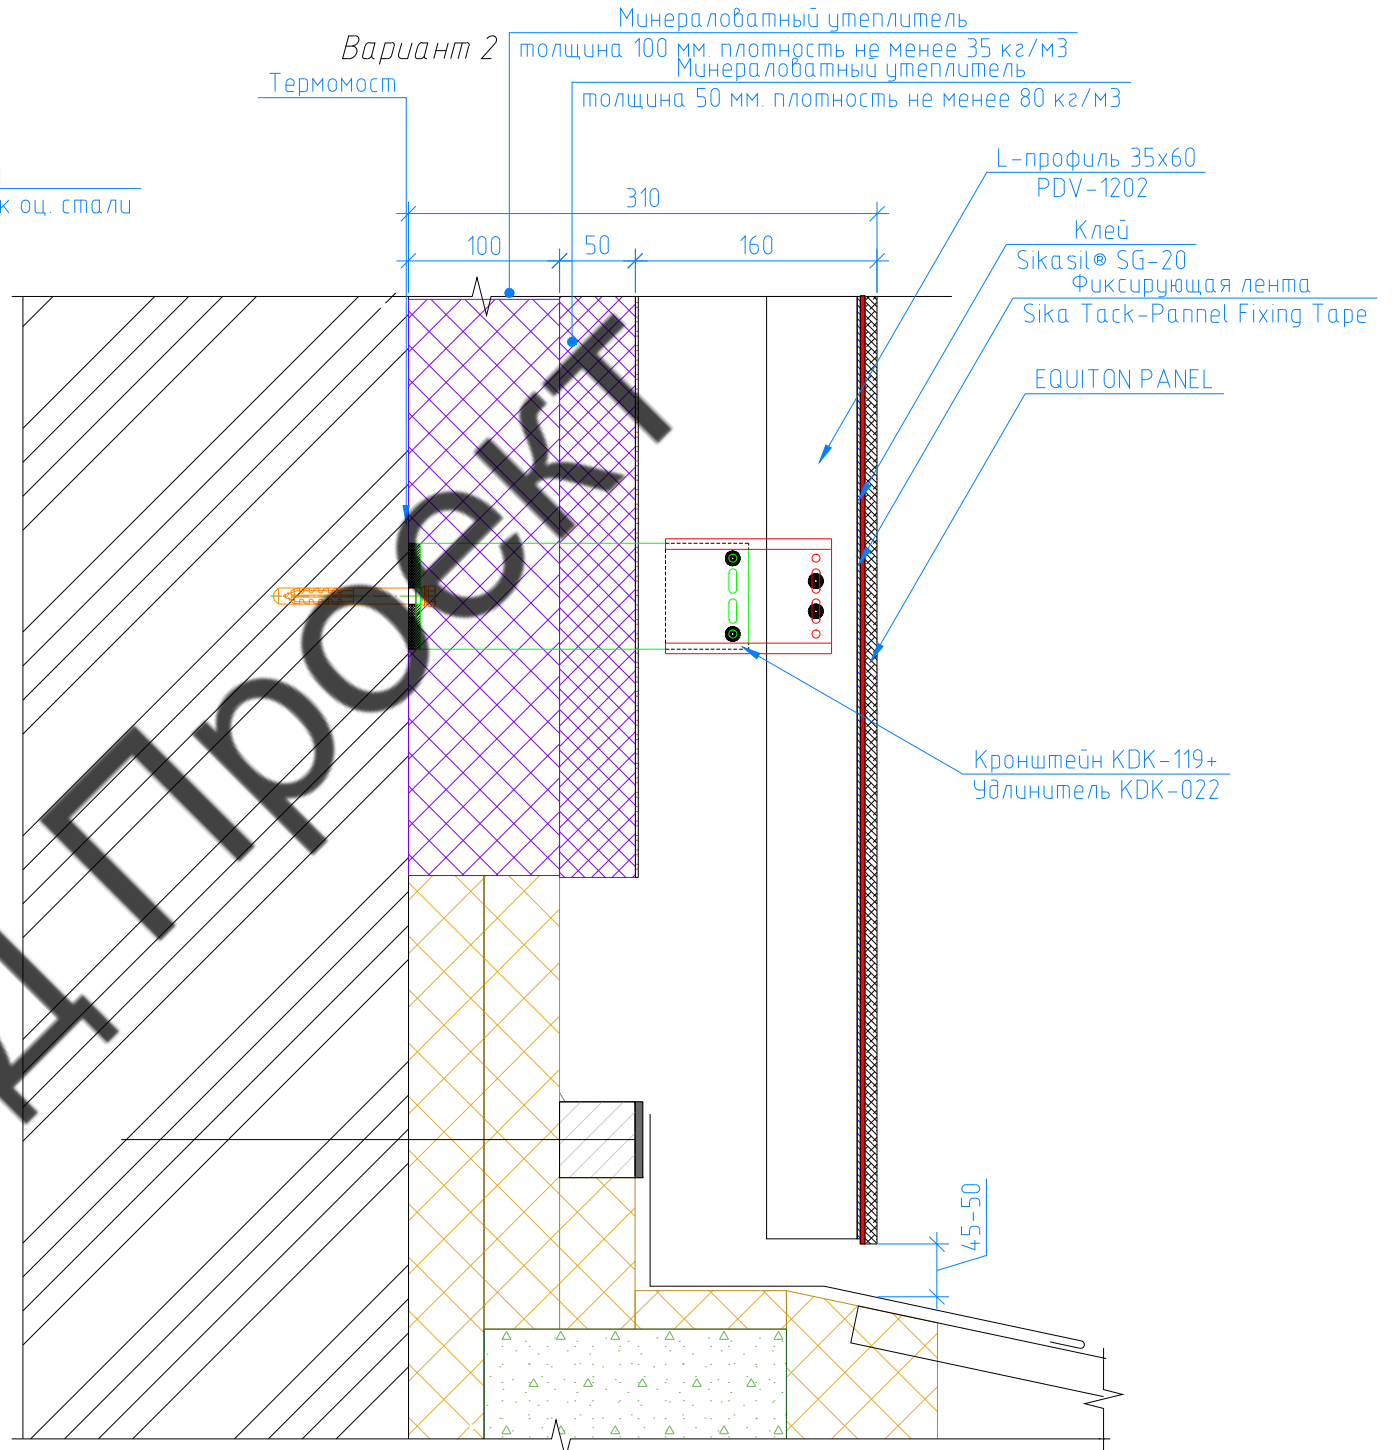 Вариант 2
Минераловатный утеплитель
толщина 100 мм. плотность не менее 35 кг/м3
Минераловатный утеплитель
толщина 50 мм. плотность не менее 80 кг/м3
Термомост
к оц. стали
L-профиль 35x60
PDV-1202
310
100
50
160
Клей
Sikasil® SG-20
Фиксирующая лента
Sika Tack-Pannel Fixing Tape
EQUITON PANEL
Кронштейн KDK-119+
Удлинитель KDK-022
45-50
Д Проект